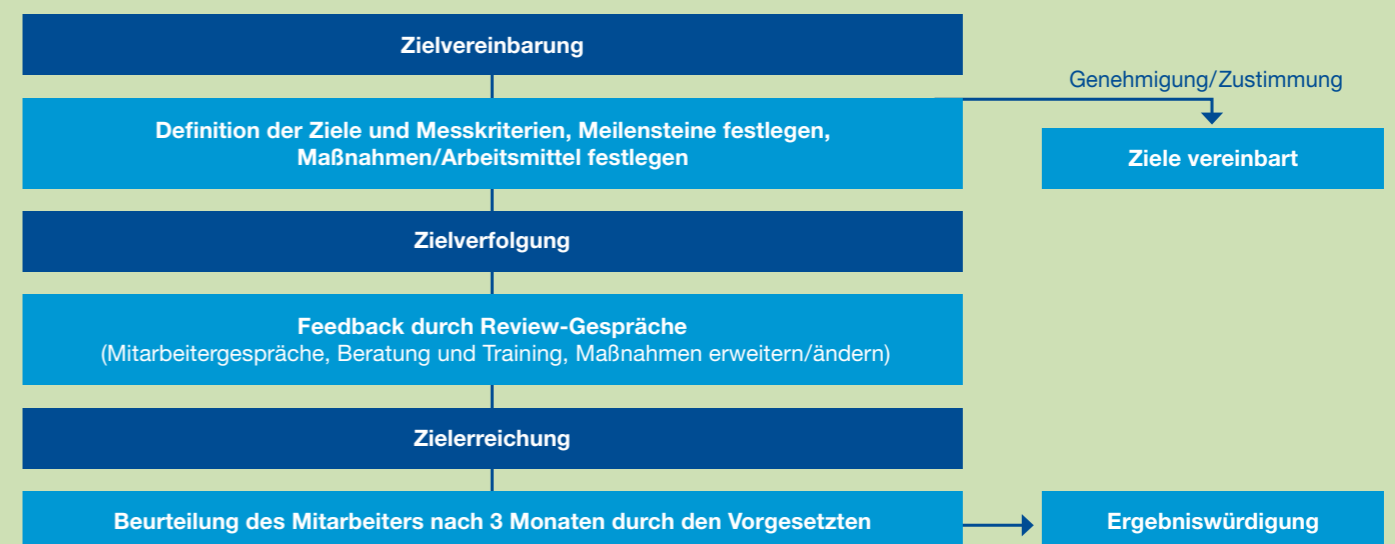 Zielvereinbarung
Genehmigung/Zustimmung
Definition der Ziele und Messkriterien, Meilensteine festlegen,
Maßnahmen/Arbeitsmittel festlegen
Ziele vereinbart
Zielverfolgung
Feedback durch Review-Gespräche
(Mitarbeitergespräche, Beratung und Training, Maßnahmen erweitern/ändern)
Zielerreichung
Beurteilung des Mitarbeiters nach 3 Monaten durch den Vorgesetzten
Ergebniswürdigung